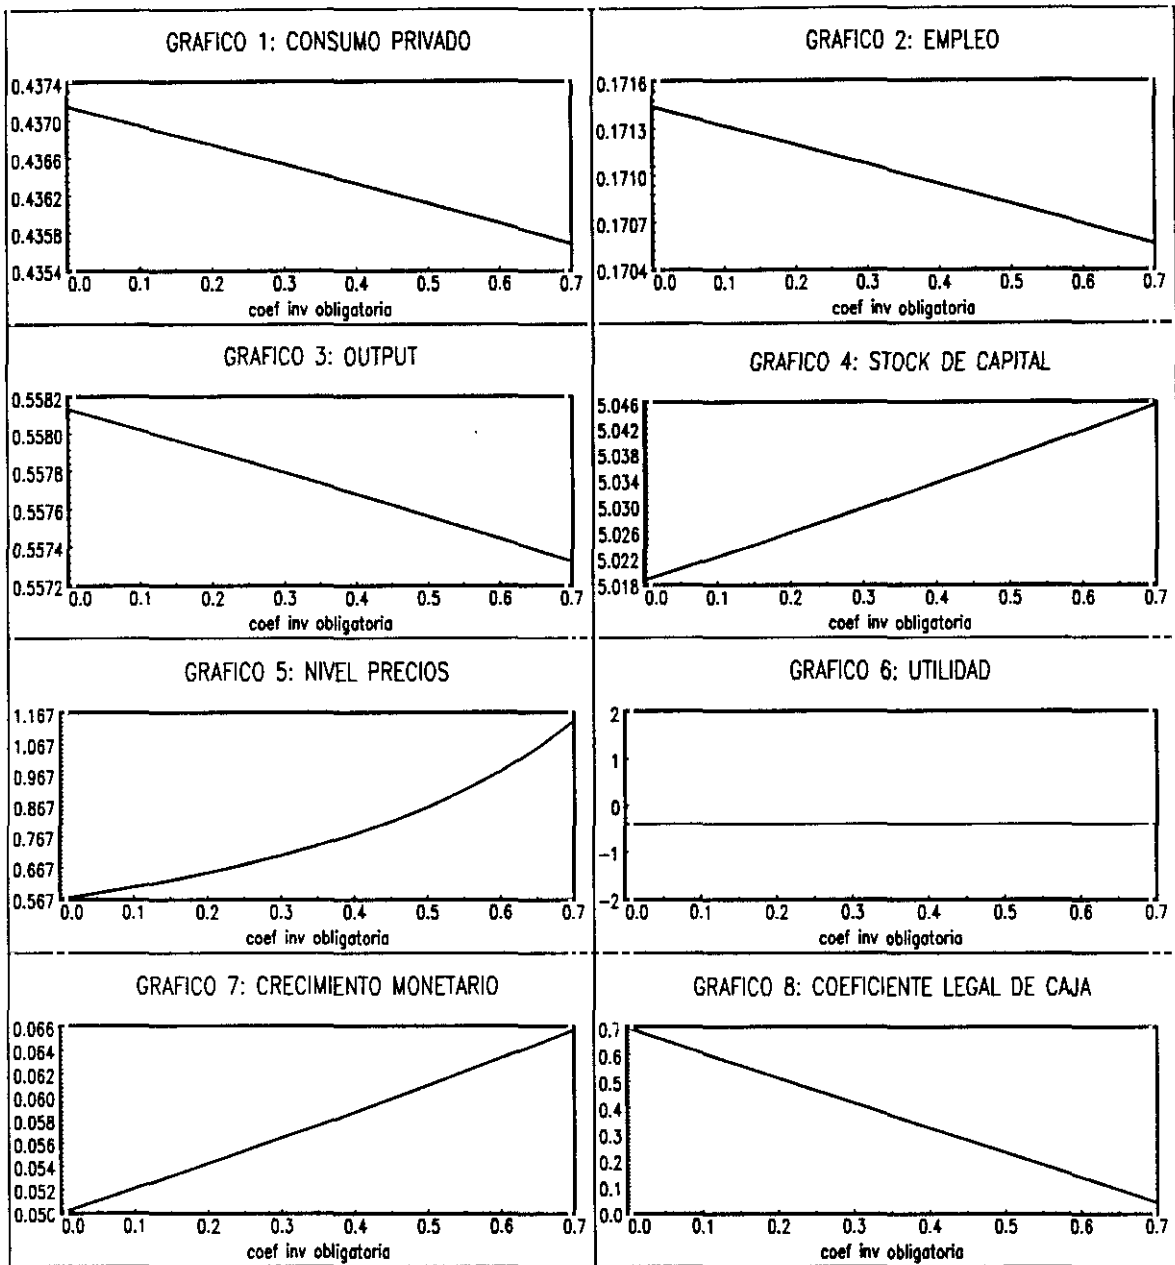 GRAFICO 1: CONSUMO PRIVADO
0.4374
0.4370
0.4366
0.4362
0.4358
0.4354
0.0 0.1 0.2 0.3 0.4 0.5 0.6 0.7
coef inv obligatoria
GRAFICO 2: EMPLEO
0.1716
0.1713
0.1710
0.1707
0.1704
0.0 0.1 0.2 0.3 0.4 0.5 0.6 0.7
coef inv obligatoria
GRAFICO 3: OUTPUT
0.5582
0.5580
0.5578
0.5576
0.5574
0.5572
0.0 0.1 0.2 0.3 0.4 0.5 0.6 0.7
coef inv obligatoria
GRAFICO 4: STOCK DE CAPITAL
5.046
5.042
5.038
5.034
5.030
5.026
5.022
5.018
0.0 0.1 0.2 0.3 0.4 0.5 0.6 0.7
coef inv obligatoria
GRAFICO 5: NIVEL PRECIOS
1.167
1.067
0.967
0.867
0.767
0.667
0.567
0.0 0.1 0.2 0.3 0.4 0.5 0.6 0.7
coef inv obligatoria
GRAFICO 6: UTILIDAD
2
1
0
-1
-2
0.0 0.1 0.2 0.3 0.4 0.5 0.6 0.7
coef inv obligatoria
GRAFICO 7: CRECIMIENTO MONETARIO
0.066
0.064
0.062
0.060
0.058
0.056
0.054
0.052
0.050
0.0 0.1 0.2 0.3 0.4 0.5 0.6 0.7
coef inv obligatoria
GRAFICO 8: COEFICIENTE LEGAL DE CAJA
0.7
0.6
0.5
0.4
0.3
0.2
0.1
0.0
0.0 0.1 0.2 0.3 0.4 0.5 0.6 0.7
coef inv obligatoria